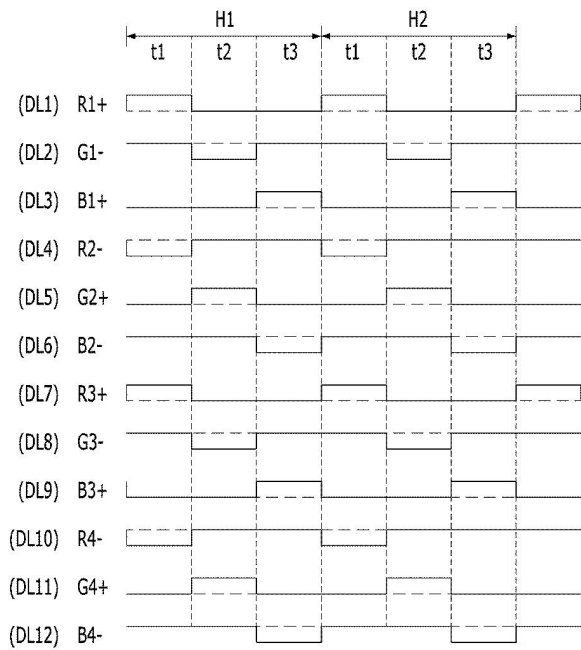 H1 H2
t1 t2 t3 t1 t2 t3
(DL1) R1+
(DL2) G1-
(DL3) B1+
(DL4) R2-
(DL5) G2+
(DL6) B2-
(DL7) R3+
(DL8) G3-
(DL9) B3+
(DL10) R4-
(DL11) G4+
(DL12) B4-